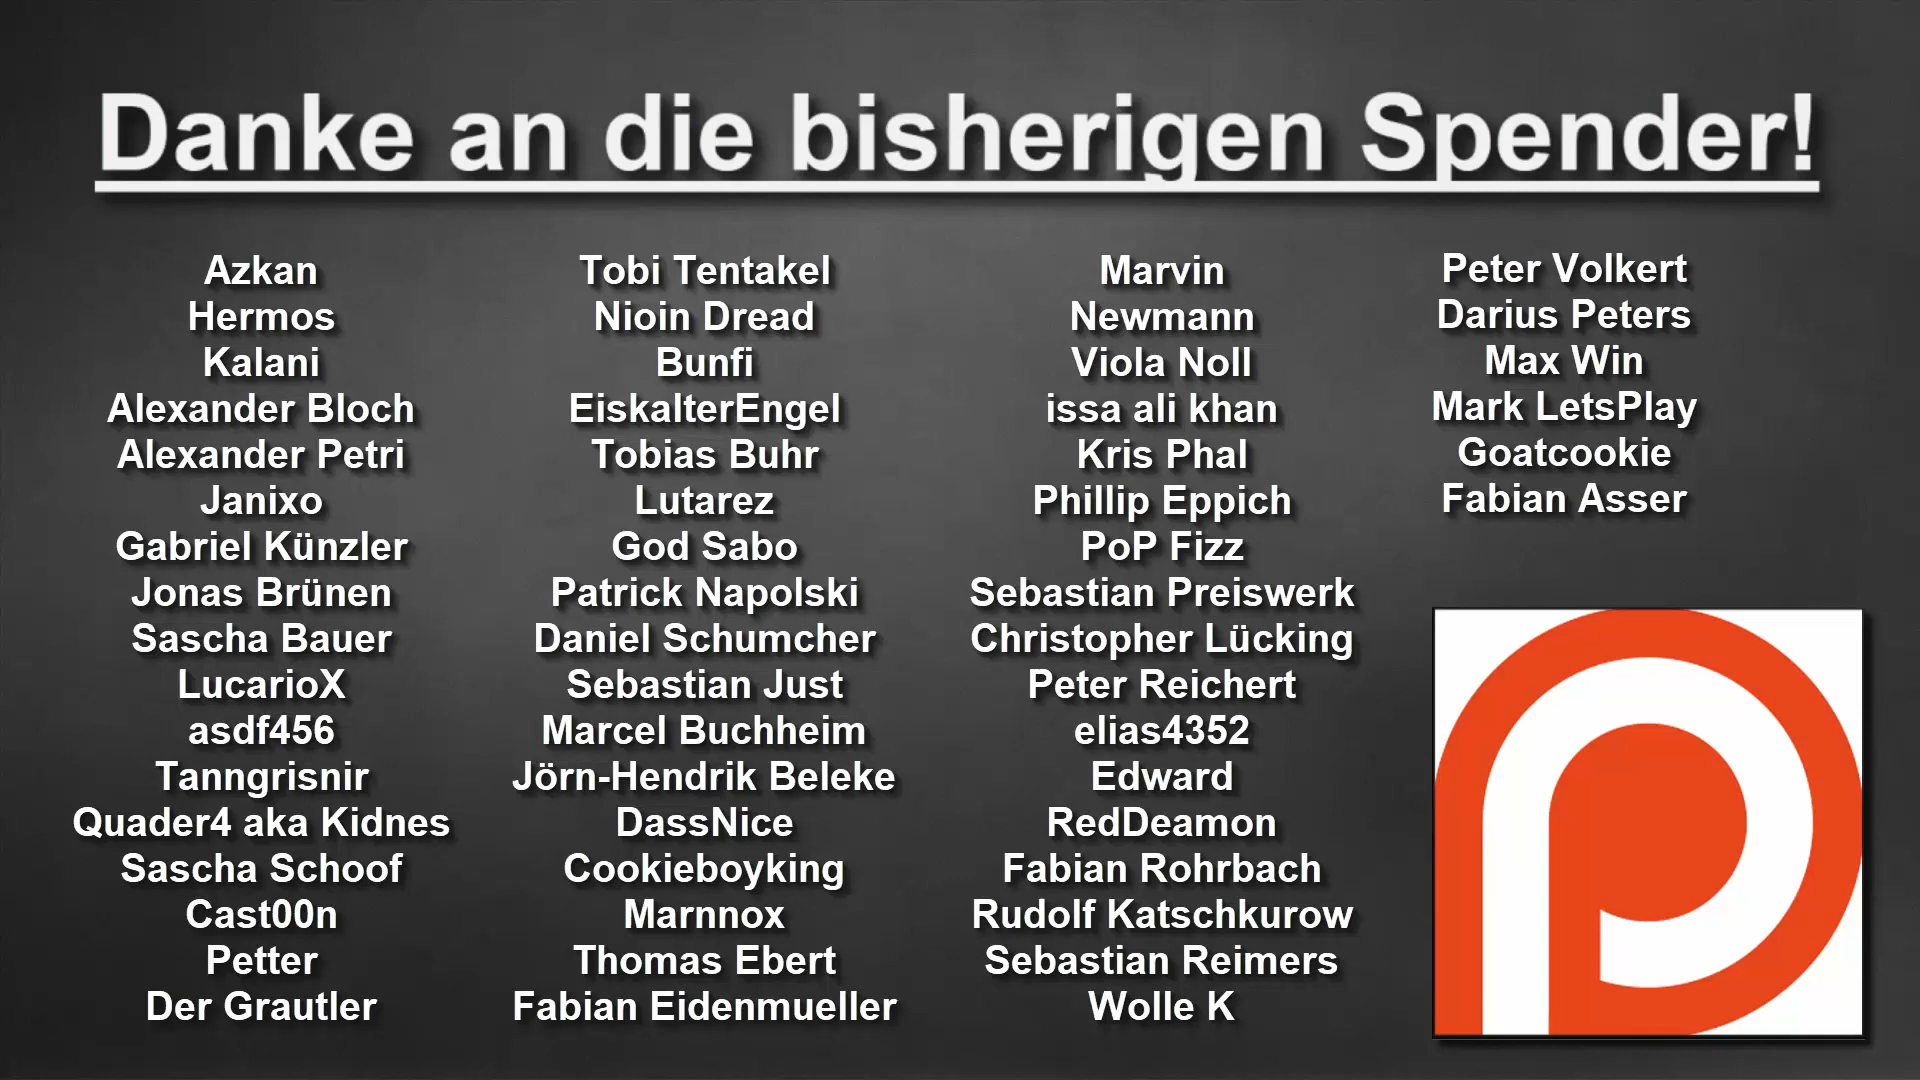 Danke an die bisherigen Spender!
Azkan
Hermos
Kalani
Alexander Bloch
Alexander Petri
Janixo
Gabriel Künzler
Jonas Brünen
Sascha Bauer
LucarioX
asdf456
Tanngrisnir
Quader4 aka Kidnes
Sascha Schoof
Cast00n
Petter
Der Grautler
Tobi Tentakel
Nioin Dread
Bunfi
EiskalterEngel
Tobias Buhr
Lutarez
God Sabo
Patrick Napolski
Daniel Schumcher
Sebastian Just
Marcel Buchheim
Jörn-Hendrik Beleke
DassNice
Cookieboyking
Marnnox
Thomas Ebert
Fabian Eidenmueller
Marvin
Newmann
Viola Noll
issa ali khan
Kris Phal
Phillip Eppich
PoP Fizz
Sebastian Preiswerk
Christopher Lücking
Peter Reichert
elias4352
Edward
RedDeamon
Fabian Rohrbach
Rudolf Katschkurow
Sebastian Reimers
Wolle K
Peter Volkert
Darius Peters
Max Win
Mark LetsPlay
Goatcookie
Fabian Asser